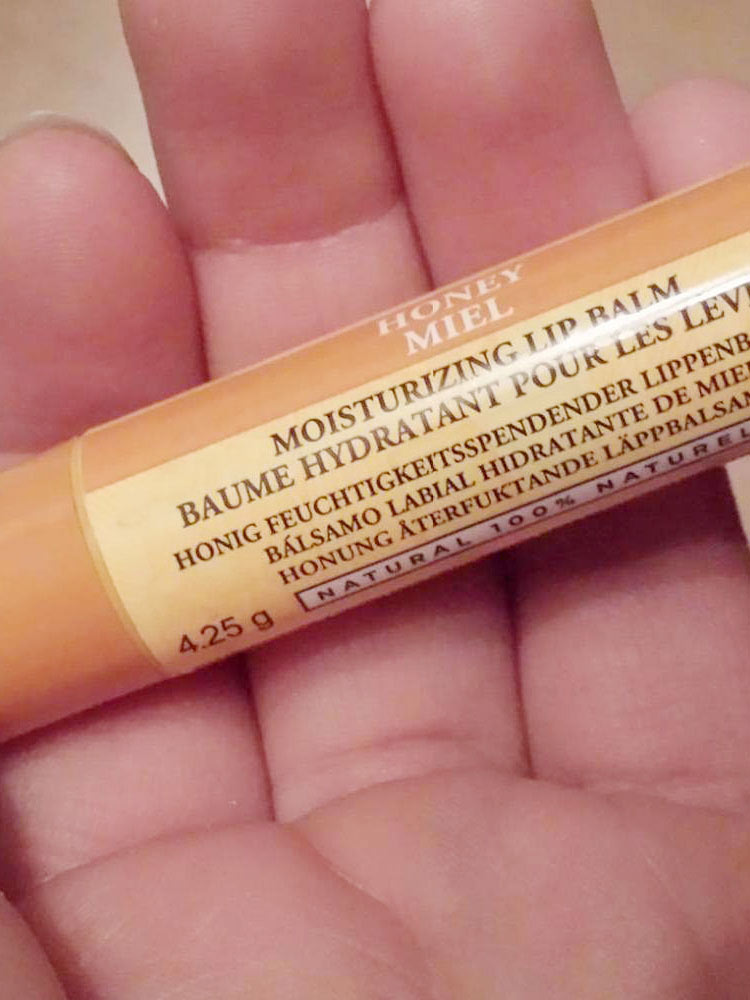 HONEY
MIEL
MOISTURIZING LIP BALM
BAUME HYDRATANT POUR LES
HONIG FEUCHTIGKEITSSPENDENDER
BÁLSAMO LABIAL HIDRATANTE DE MIEL
HONUNG ÅTERFUKTANDE LÄPPBALSAM
NATURAL 100% NATUREL
4.25 g